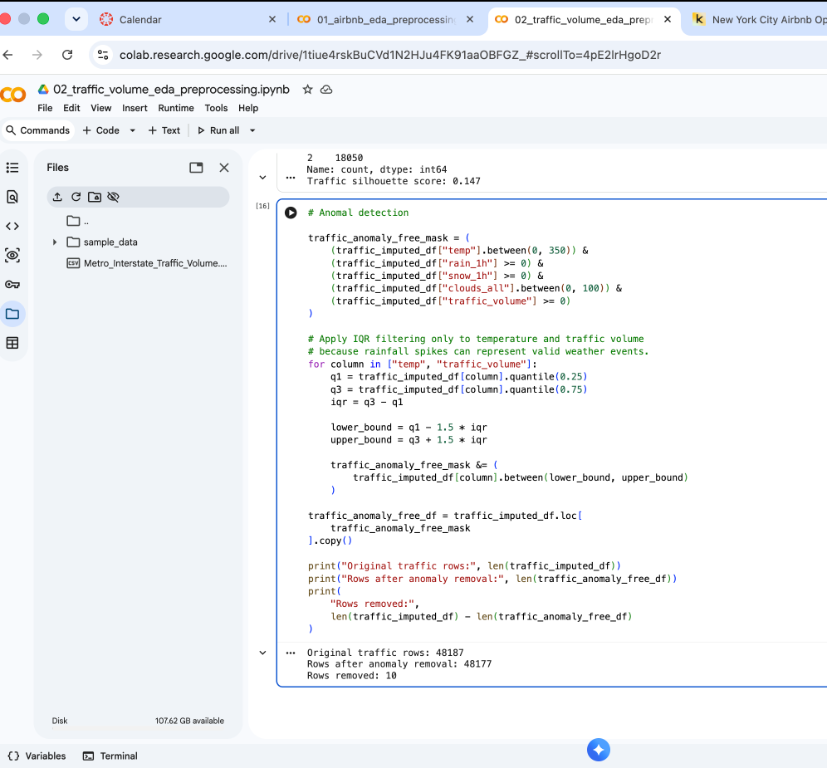 Calendar
01_airbnb_eda_preprocessin
02_traffic_volume_eda_prep
New York City Airbnb Op
colab.research.google.com/drive/1tiue4rskBuCVd1N2HJu4FK91aaOBFGZ_#scrollTo=4pE2lrHgoD2r
02_traffic_volume_eda_preprocessing.ipynb
File Edit View Insert Runtime Tools Help
Commands + Code + Text Run all
Files
..
sample_data
Metro_Interstate_Traffic_Volume....
Disk 107.62 GB available
2    18050
Name: count, dtype: int64
Traffic silhouette score: 0.147
[16]
# Anomal detection
traffic_anomaly_free_mask = (
    (traffic_imputed_df["temp"].between(0, 350)) &
    (traffic_imputed_df["rain_1h"] >= 0) &
    (traffic_imputed_df["snow_1h"] >= 0) &
    (traffic_imputed_df["clouds_all"].between(0, 100)) &
    (traffic_imputed_df["traffic_volume"] >= 0)
)
# Apply IQR filtering only to temperature and traffic volume
# because rainfall spikes can represent valid weather events.
for column in ["temp", "traffic_volume"]:
    q1 = traffic_imputed_df[column].quantile(0.25)
    q3 = traffic_imputed_df[column].quantile(0.75)
    iqr = q3 - q1
    lower_bound = q1 - 1.5 * iqr
    upper_bound = q3 + 1.5 * iqr
    traffic_anomaly_free_mask &= (
        traffic_imputed_df[column].between(lower_bound, upper_bound)
    )
traffic_anomaly_free_df = traffic_imputed_df.loc[
    traffic_anomaly_free_mask
].copy()
print("Original traffic rows:", len(traffic_imputed_df))
print("Rows after anomaly removal:", len(traffic_anomaly_free_df))
print(
    "Rows removed:",
    len(traffic_imputed_df) - len(traffic_anomaly_free_df)
)
Original traffic rows: 48187
Rows after anomaly removal: 48177
Rows removed: 10
Variables Terminal